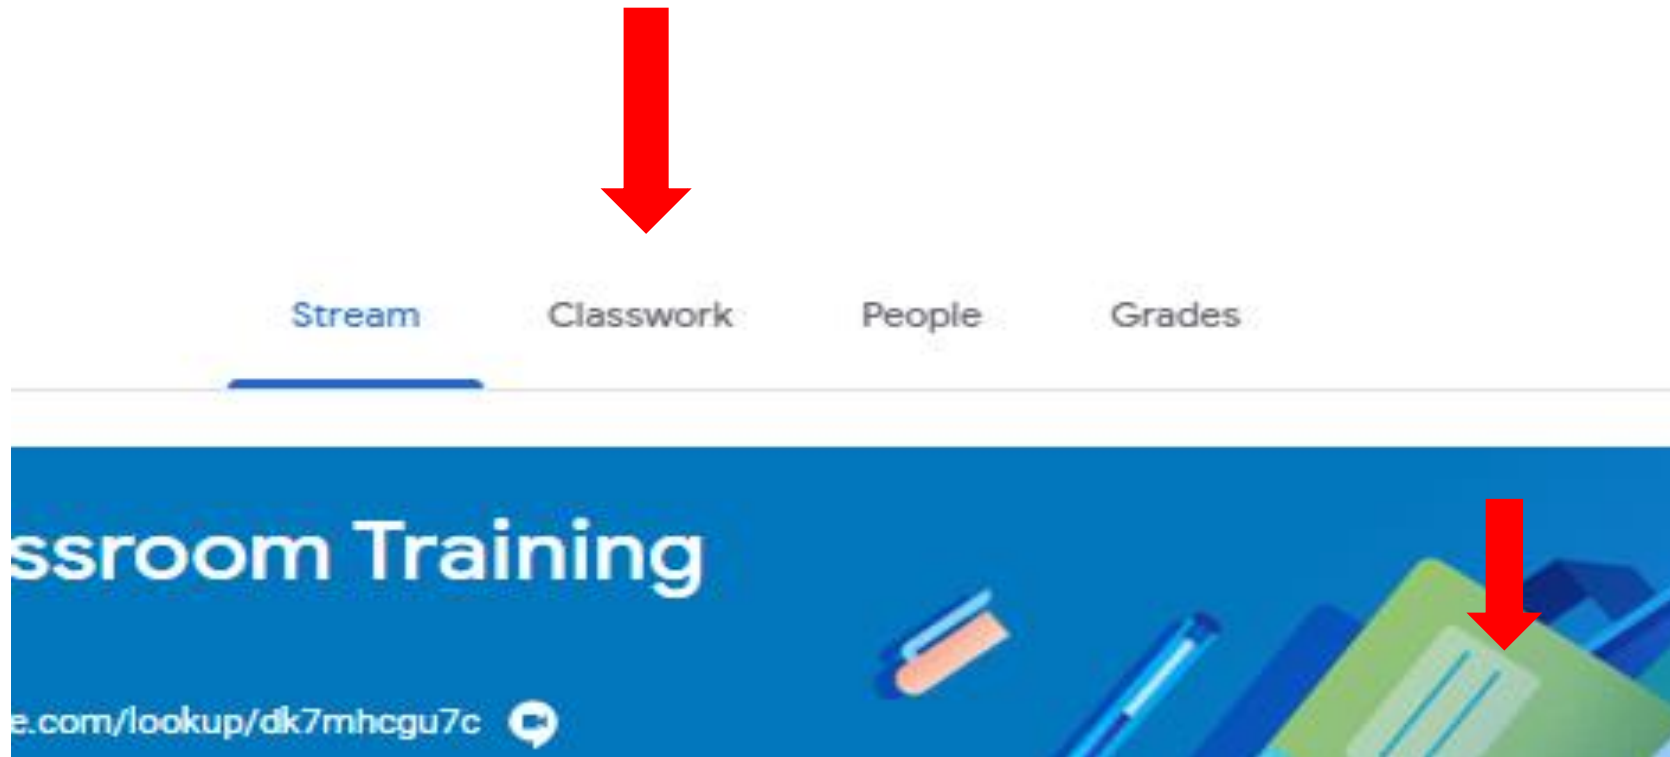 Stream Classwork People Grades
ssroom Training
e.com/lookup/dk7mhcgu7c